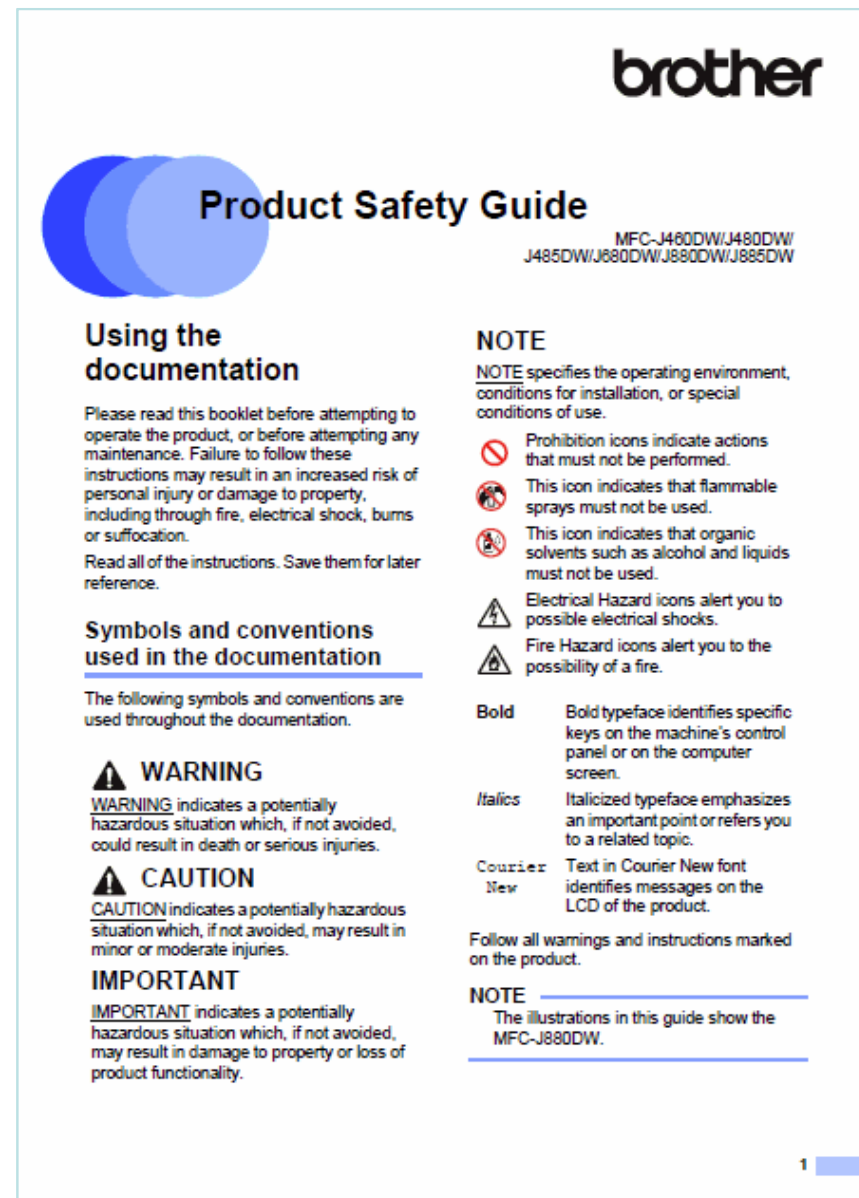 brother
Product Safety Guide
MFC-J460DW/J480DW/
J485DW/J680DW/J880DW/J885DW
Using the
documentation
Please read this booklet before attempting to
operate the product, or before attempting any
maintenance. Failure to follow these
instructions may result in an increased risk of
personal injury or damage to property,
including through fire, electrical shock, burns
or suffocation.
Read all of the instructions. Save them for later
reference.
Symbols and conventions
used in the documentation
The following symbols and conventions are
used throughout the documentation.
WARNING
WARNING indicates a potentially
hazardous situation which, if not avoided,
could result in death or serious injuries.
CAUTION
CAUTION indicates a potentially hazardous
situation which, if not avoided, may result in
minor or moderate injuries.
IMPORTANT
IMPORTANT indicates a potentially
hazardous situation which, if not avoided,
may result in damage to property or loss of
product functionality.
NOTE
NOTE specifies the operating environment,
conditions for installation, or special
conditions of use.
Prohibition icons indicate actions
that must not be performed.
This icon indicates that flammable
sprays must not be used.
This icon indicates that organic
solvents such as alcohol and liquids
must not be used.
Electrical Hazard icons alert you to
possible electrical shocks.
Fire Hazard icons alert you to the
possibility of a fire.
Bold Bold typeface identifies specific
keys on the machine's control
panel or on the computer
screen.
Italics Italicized typeface emphasizes
an important point or refers you
to a related topic.
Courier Text in Courier New font
New identifies messages on the
LCD of the product.
Follow all warnings and instructions marked
on the product.
NOTE
The illustrations in this guide show the
MFC-J880DW.
1